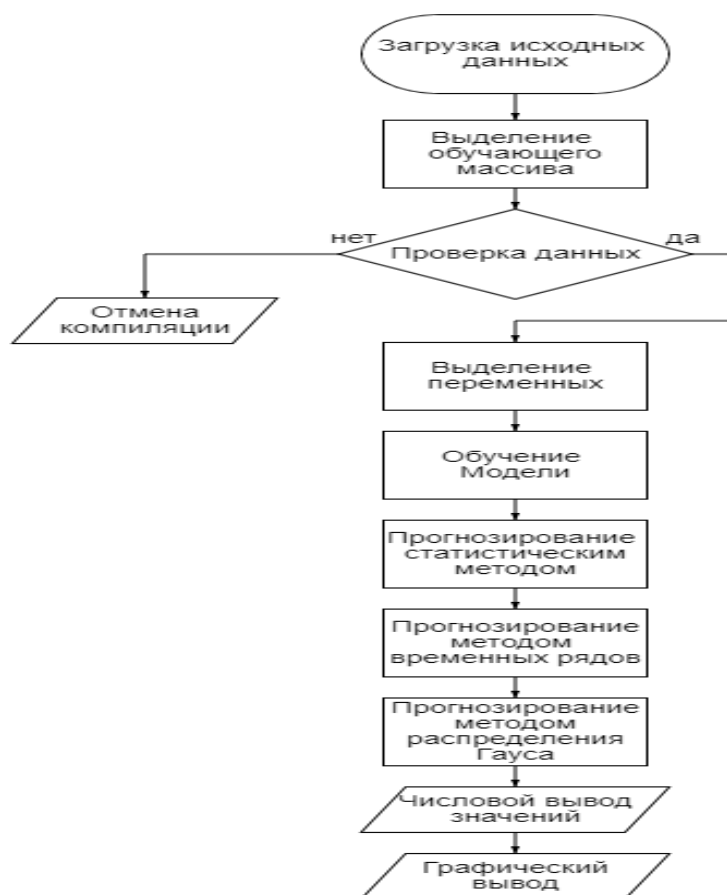 Загрузка исходных
данных
Выделение
обучающего
массива
нет
Проверка данных
да
Отмена
компиляции
Выделение
переменных
Обучение
Модели
Прогнозирование
статистическим
методом
Прогнозирование
методом
временных рядов
Прогнозирование
методом
распределения
Гауса
Числовой вывод
значений
Графический
вывод